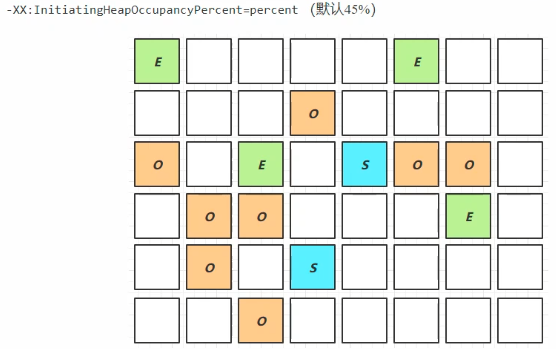 -XX:InitiatingHeapOccupancyPercent=percent (默认45%)
E E
O
O E S O O
O O E
O S
O